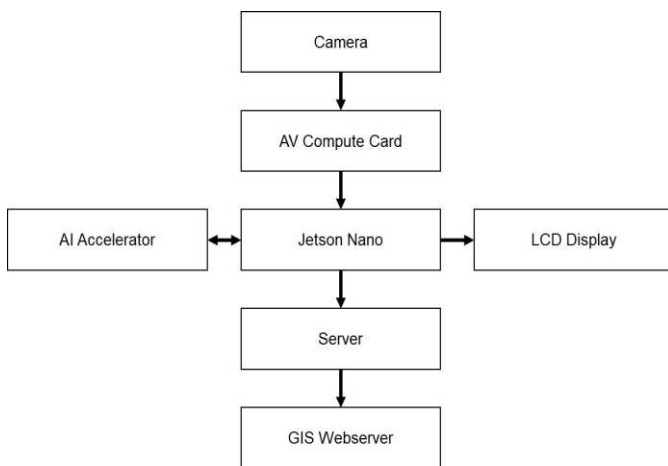 Camera
AV Compute Card
AI Accelerator
Jetson Nano
LCD Display
Server
GIS Webserver